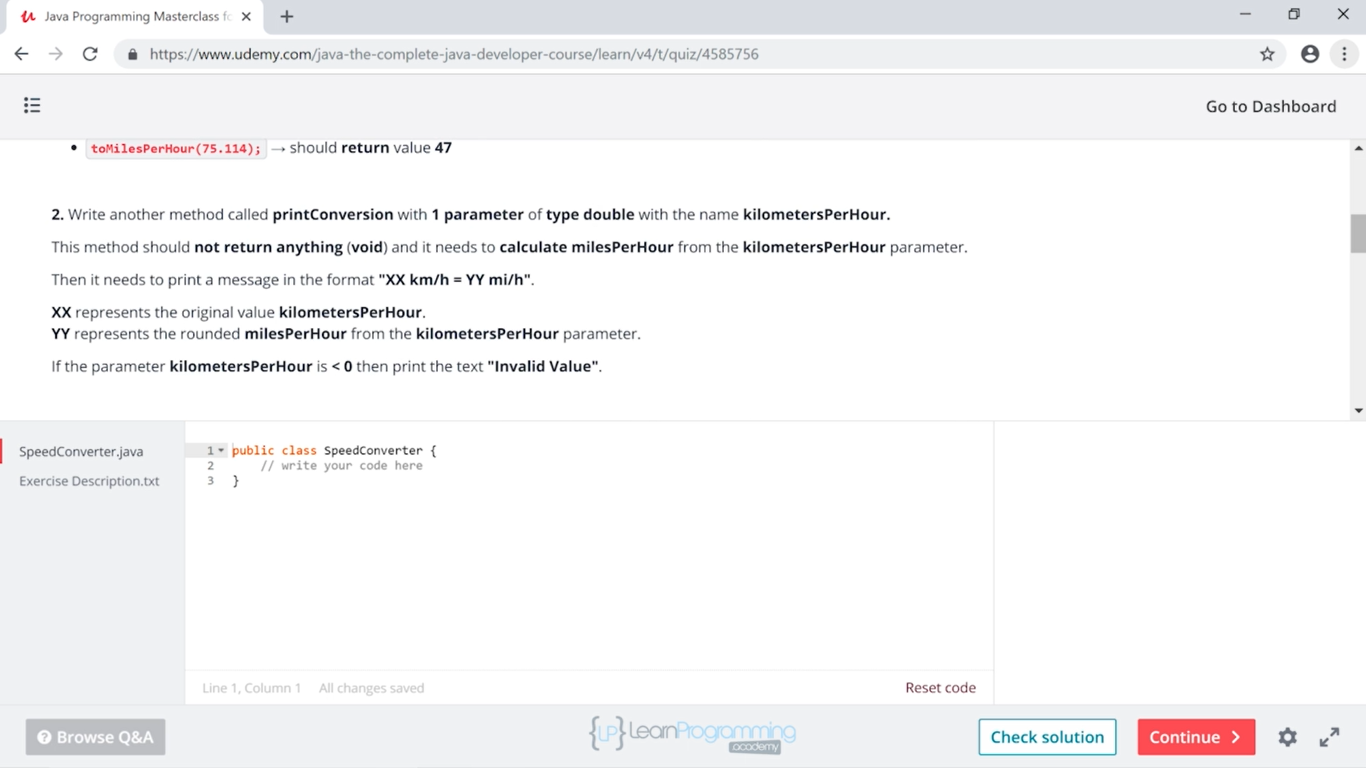 Java Programming Masterclass fo
https://www.udemy.com/java-the-complete-java-developer-course/learn/v4/t/quiz/4585756
Go to Dashboard
• toMilesPerHour(75.114); → should return value 47
2. Write another method called printConversion with 1 parameter of type double with the name kilometersPerHour.
This method should not return anything (void) and it needs to calculate milesPerHour from the kilometersPerHour parameter.
Then it needs to print a message in the format "XX km/h = YY mi/h".
XX represents the original value kilometersPerHour.
YY represents the rounded milesPerHour from the kilometersPerHour parameter.
If the parameter kilometersPerHour is < 0 then print the text "Invalid Value".
SpeedConverter.java
Exercise Description.txt
1 public class SpeedConverter {
2 // write your code here
3 }
Line 1, Column 1 All changes saved
Reset code
Browse Q&A
{LP} LearnProgramming
academy
Check solution
Continue